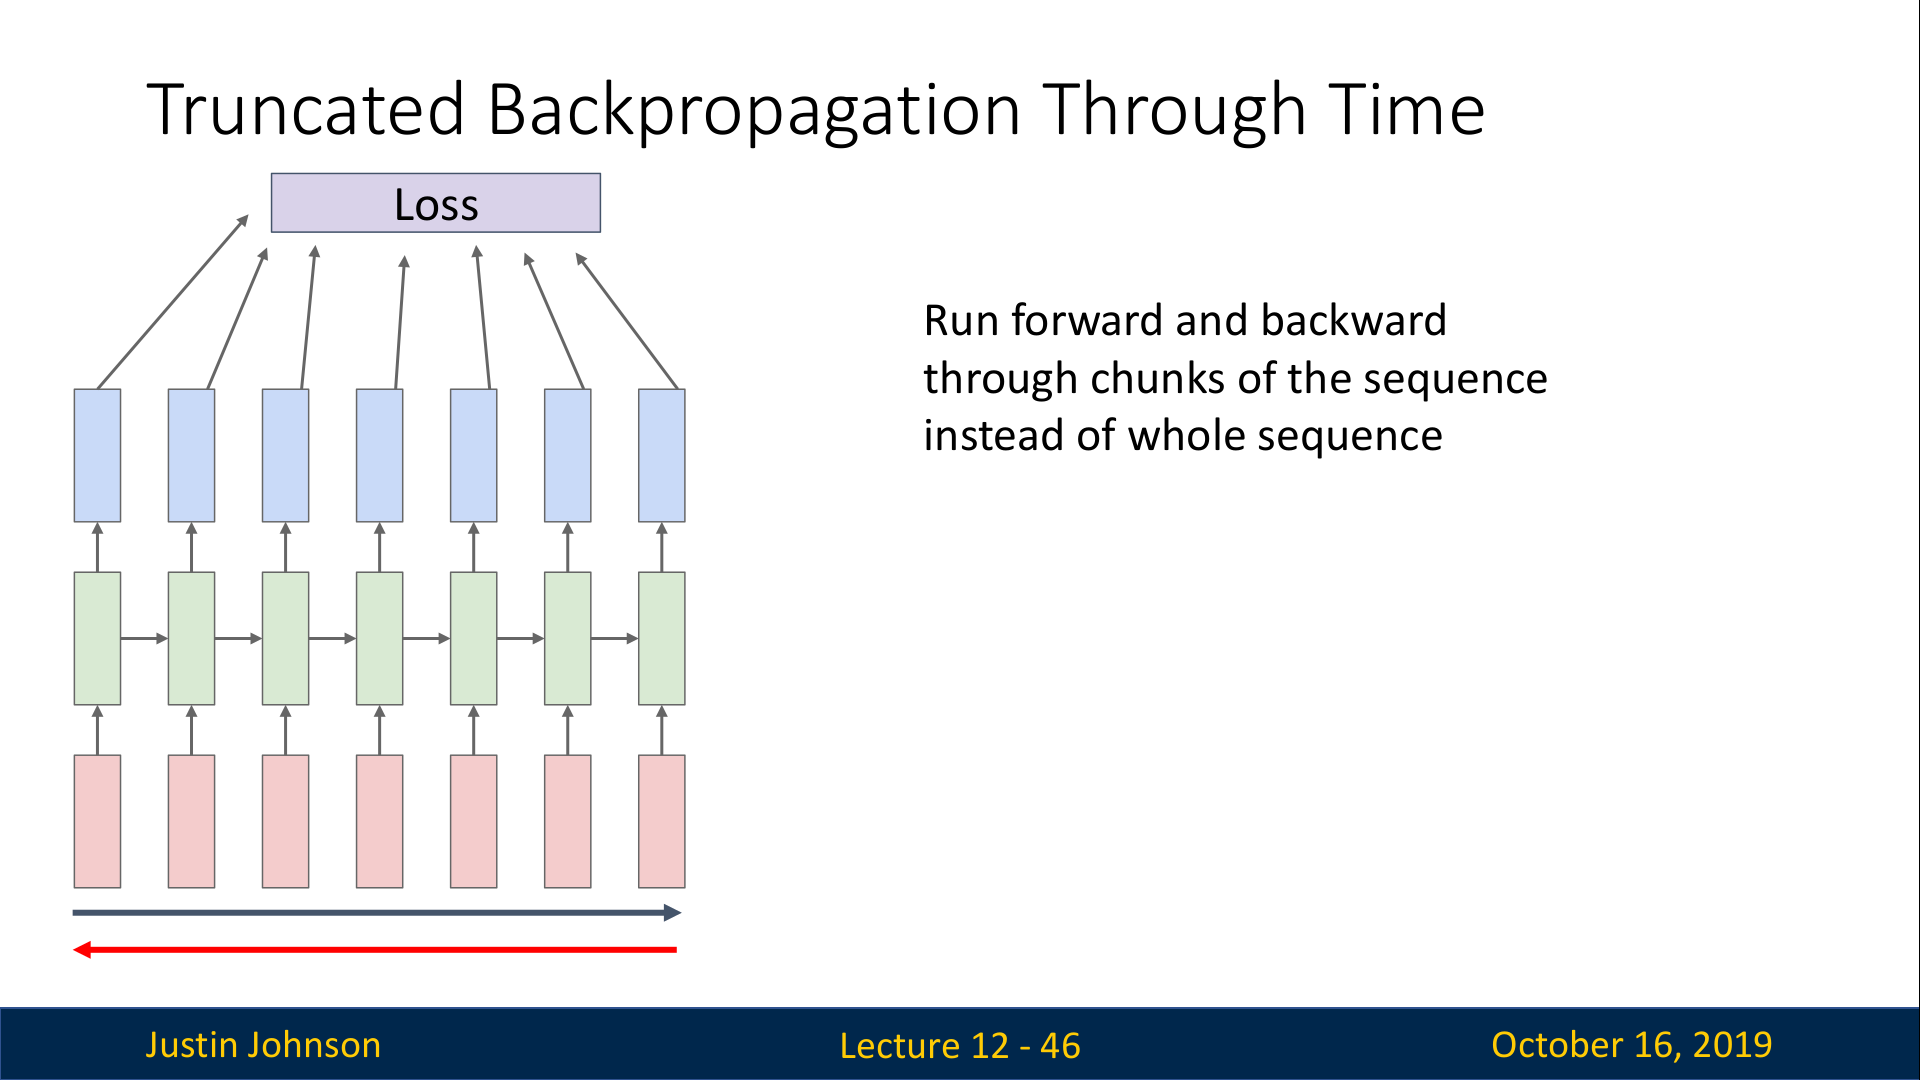 Truncated Backpropagation Through Time
Loss
Run forward and backward
through chunks of the sequence
instead of whole sequence
Justin Johnson
Lecture 12 - 46
October 16, 2019